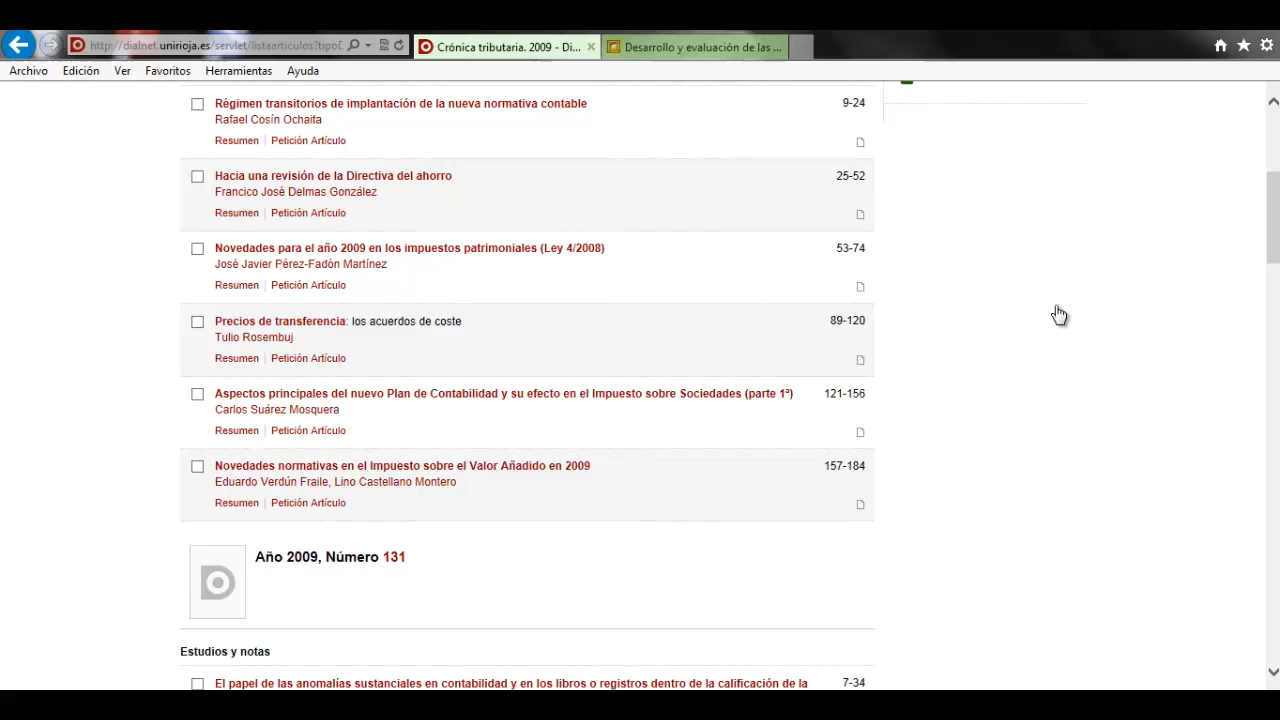 http://dialnet.unirioja.es/servlet/listaarticulos?tipoE
Crónica tributaria. 2009 - Di...
Desarrollo y evaluación de las ...
Archivo Edición Ver Favoritos Herramientas Ayuda
Régimen transitorios de implantación de la nueva normativa contable 9-24
Rafael Cosín Ochaita
Resumen | Petición Artículo
Hacia una revisión de la Directiva del ahorro 25-52
Francico José Delmas González
Resumen | Petición Artículo
Novedades para el año 2009 en los impuestos patrimoniales (Ley 4/2008) 53-74
José Javier Pérez-Fadón Martínez
Resumen | Petición Artículo
Precios de transferencia: los acuerdos de coste 89-120
Tulio Rosembuj
Resumen | Petición Artículo
Aspectos principales del nuevo Plan de Contabilidad y su efecto en el Impuesto sobre Sociedades (parte 1ª) 121-156
Carlos Suárez Mosquera
Resumen | Petición Artículo
Novedades normativas en el Impuesto sobre el Valor Añadido en 2009 157-184
Eduardo Verdún Fraile, Lino Castellano Montero
Resumen | Petición Artículo
Año 2009, Número 131
Estudios y notas
El papel de las anomalías sustanciales en contabilidad y en los libros o registros dentro de la calificación de la 7-34